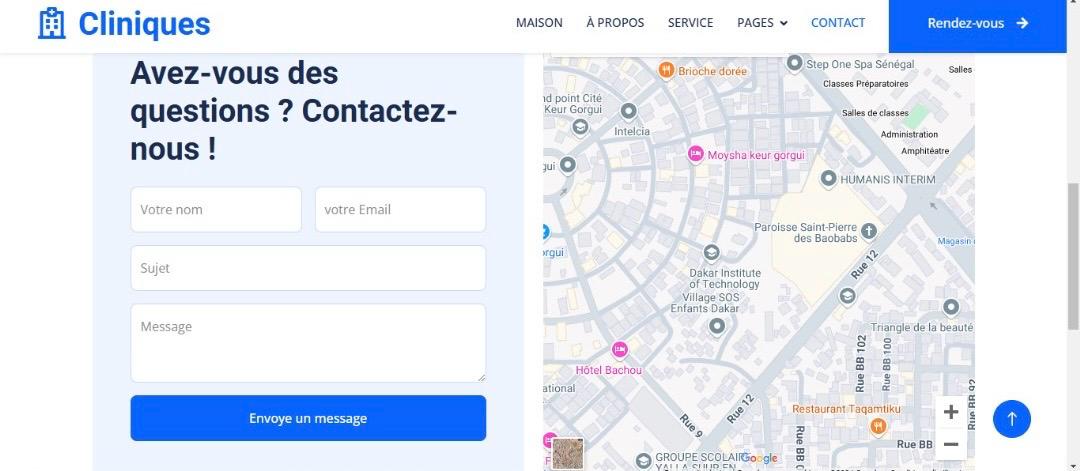 Cliniques
MAISON
À PROPOS
SERVICE
PAGES
CONTACT
Rendez-vous
Avez-vous des
questions ? Contactez-
nous !
Votre nom
votre Email
Sujet
Message
Envoye un message
Brioche dorée
Step One Spa Sénégal
Salles
Classes Préparatoires
nd point Cité
Keur Gorgui
Intelcia
Salles de classes
Administration
Amphitéatre
gui
Moysha keur gorgui
HUMANIS INTERIM
Paroisse Saint-Pierre
des Baobabs
Magasin
orgui
Rue 12
Dakar Institute
of Technology
Village SOS
Enfants Dakar
Triangle de la beauté
Rue BB 102
Rue BB 100
Hôtel Bachou
ational
Rue 9
Rue 12
Restaurant Taqamtiku
Rue BB
GROUPE SCOLAIR
YALLA SUUR EN
Google